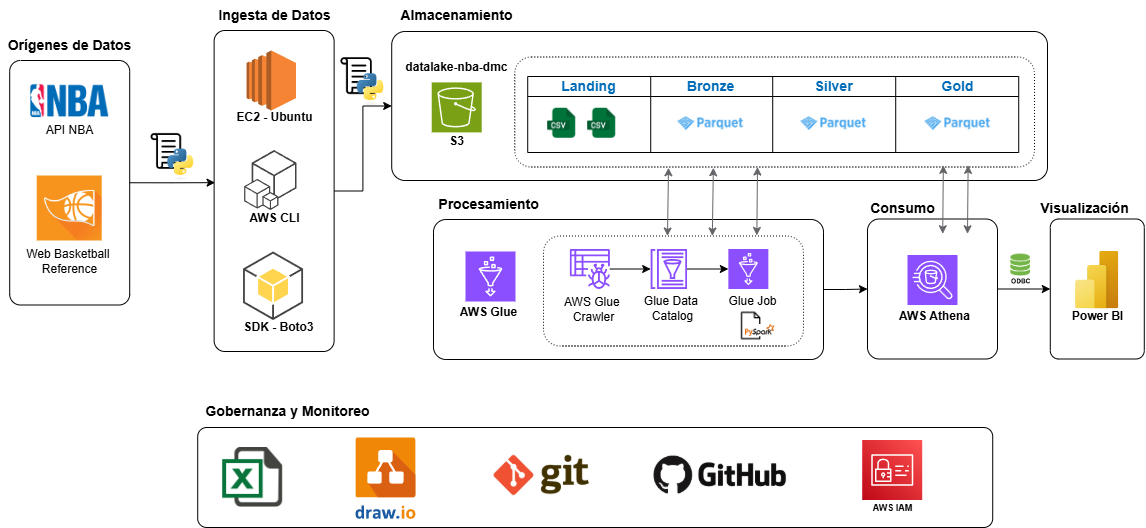 Orígenes de Datos
NBA
API NBA
Web Basketball
Reference
Ingesta de Datos
EC2 - Ubuntu
AWS CLI
SDK - Boto3
Almacenamiento
datalake-nba-dmc
S3
Landing
Bronze
Silver
Gold
CSV
CSV
Parquet
Parquet
Parquet
Procesamiento
AWS Glue
AWS Glue
Crawler
Glue Data
Catalog
Glue Job
PySpark
Consumo
AWS Athena
ODBC
Visualización
Power BI
Gobernanza y Monitoreo
X
draw.io
git
GitHub
AWS IAM